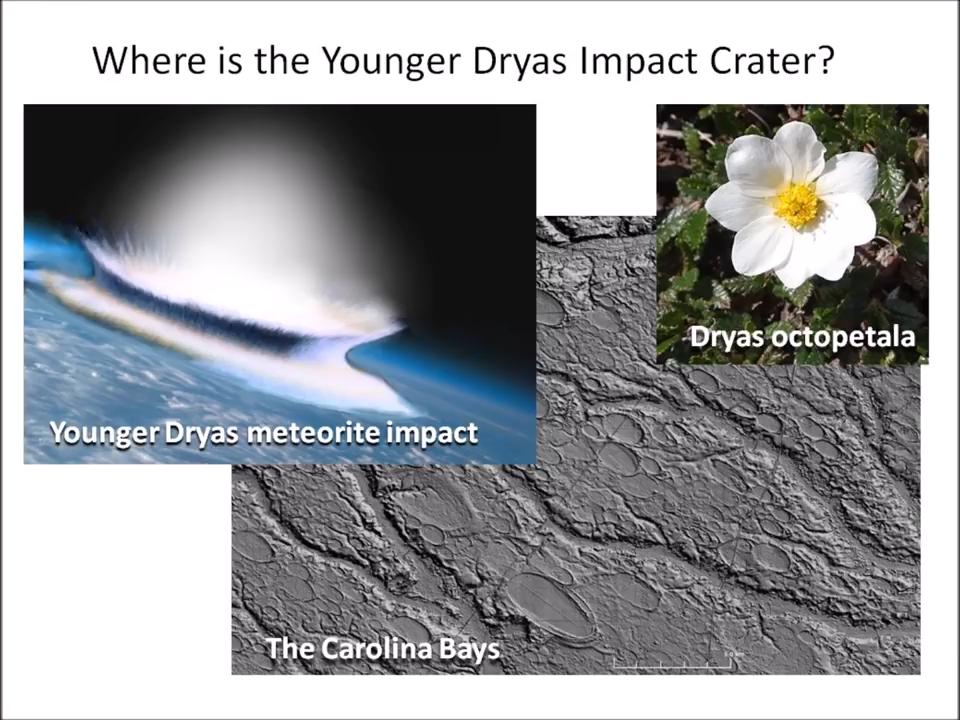 Where is the Younger Dryas Impact Crater?
Dryas octopetala
Younger Dryas meteorite impact
The Carolina Bays